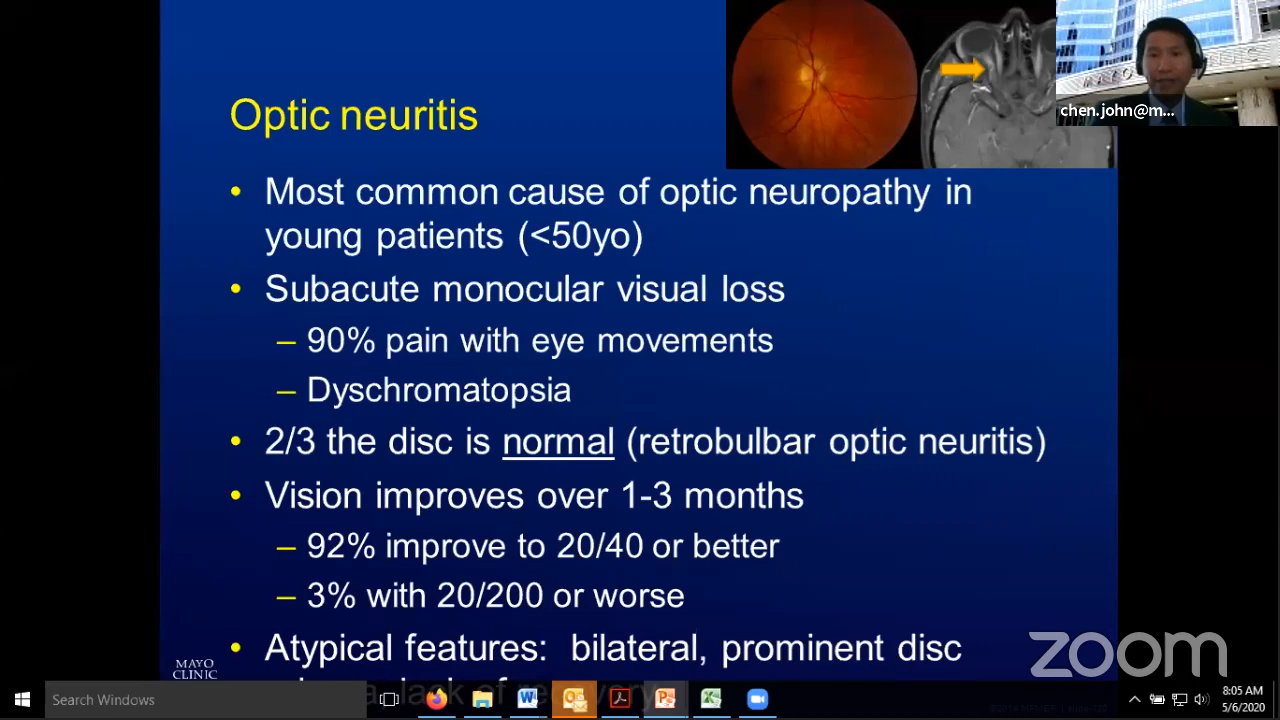 chen.john@m...
Optic neuritis
• Most common cause of optic neuropathy in
young patients (<50yo)
• Subacute monocular visual loss
– 90% pain with eye movements
– Dyschromatopsia
• 2/3 the disc is normal (retrobulbar optic neuritis)
• Vision improves over 1-3 months
– 92% improve to 20/40 or better
– 3% with 20/200 or worse
• Atypical features: bilateral, prominent disc
lack of recovery
MAYO
CLINIC
zoom
Search Windows
8:05 AM
5/6/2020